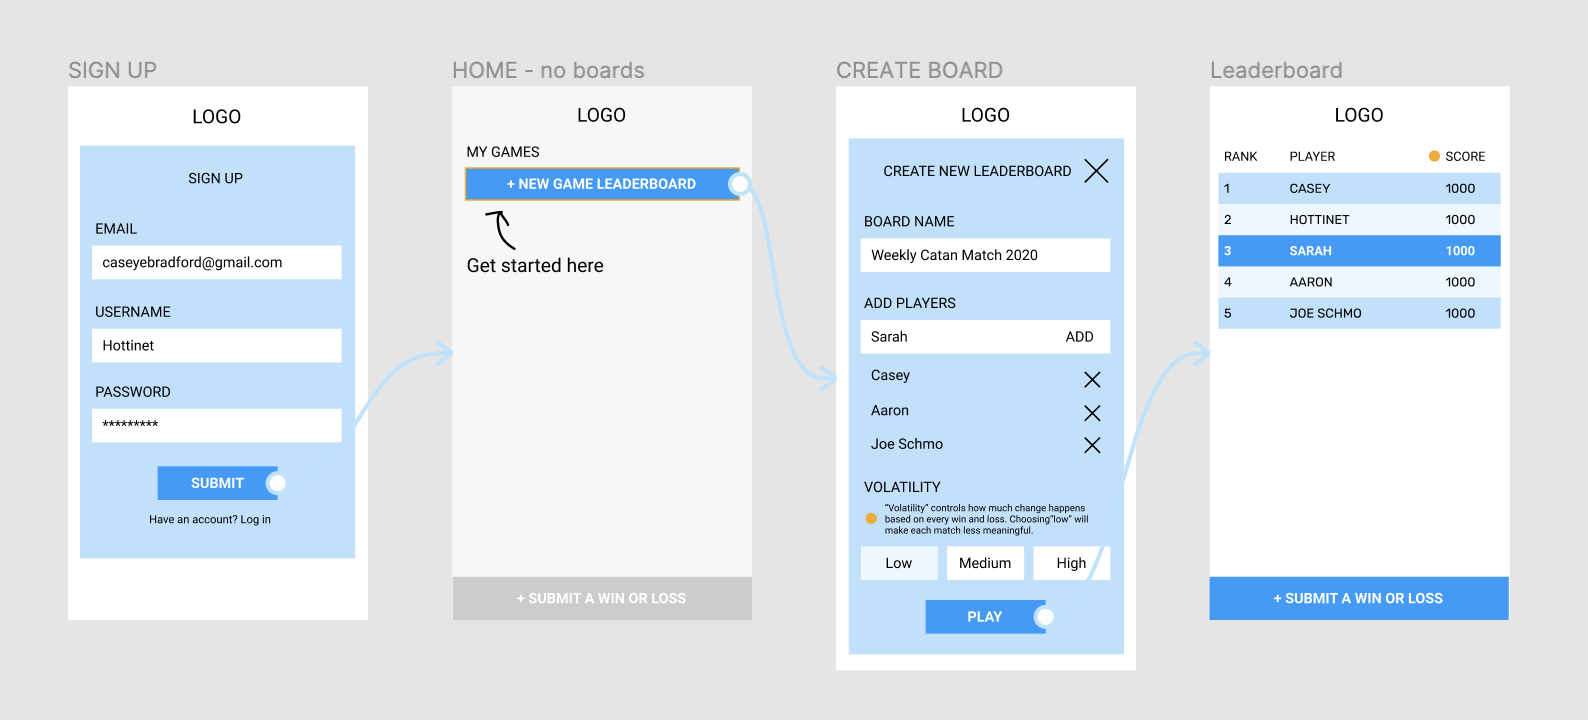 SIGN UP
LOGO
SIGN UP
EMAIL
caseyebradford@gmail.com
USERNAME
Hottinet
PASSWORD
*********
SUBMIT
Have an account? Log in
HOME - no boards
LOGO
MY GAMES
+ NEW GAME LEADERBOARD
Get started here
+ SUBMIT A WIN OR LOSS
CREATE BOARD
LOGO
CREATE NEW LEADERBOARD
BOARD NAME
Weekly Catan Match 2020
ADD PLAYERS
Sarah ADD
Casey
Aaron
Joe Schmo
VOLATILITY
"Volatility" controls how much change happens
based on every win and loss. Choosing"low" will
make each match less meaningful.
Low Medium High
PLAY
Leaderboard
LOGO
RANK PLAYER SCORE
1 CASEY 1000
2 HOTTINET 1000
3 SARAH 1000
4 AARON 1000
5 JOE SCHMO 1000
+ SUBMIT A WIN OR LOSS